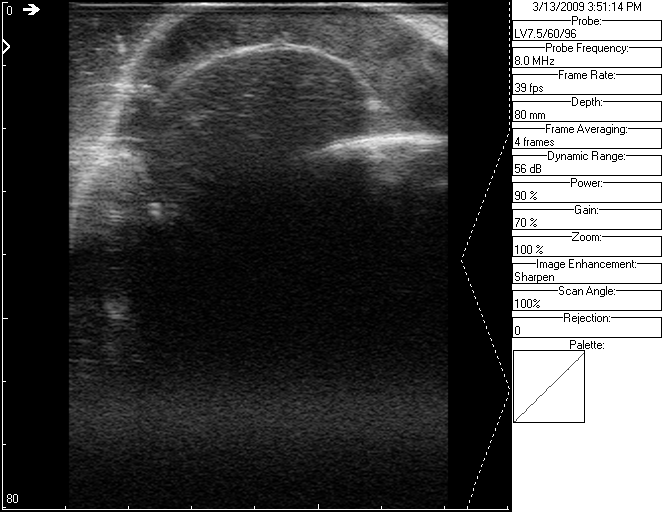 0
80
3/13/2009 3:51:14 PM
Probe:
LV7.5/60/96
Probe Frequency:
8.0 MHz
Frame Rate:
39 fps
Depth:
80 mm
Frame Averaging:
4 frames
Dynamic Range:
56 dB
Power:
90 %
Gain:
70 %
Zoom:
100 %
Image Enhancement:
Sharpen
Scan Angle:
100%
Rejection:
0
Palette: